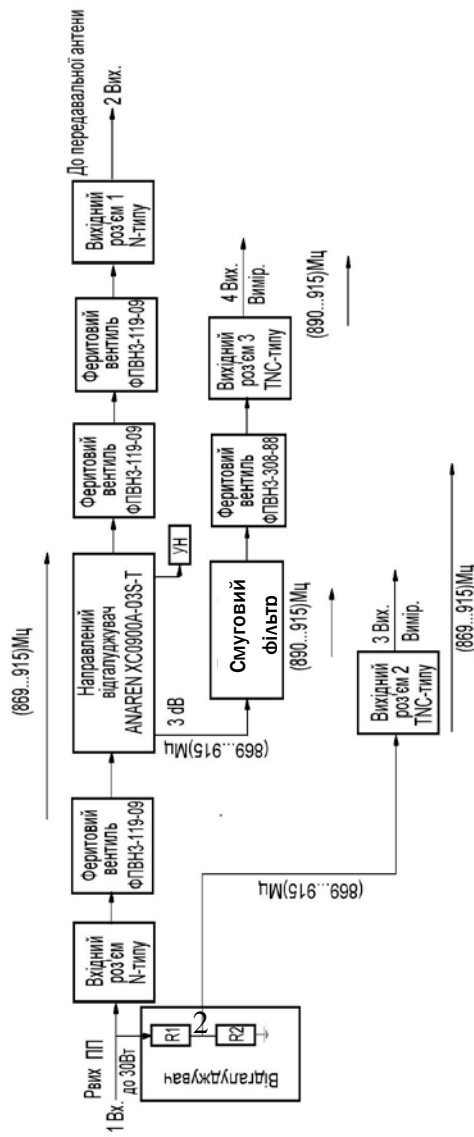 Рвих ПП
до 30Вт
1 Вх.
Вхідний
роз'єм
N-типу
Феритовий
вентиль
ФПВН3-119-09
(869...915)Мц
Направлений
відгалуджувач
ANAREN XC0900A-03S-T
Феритовий
вентиль
ФПВН3-119-09
Феритовий
вентиль
ФПВН3-119-09
Вихідний
роз'єм 1
N-типу
До передавальної антени
2 Вих.
3 dB
УН
(869...915)Мц
Смуговий
фільтр
(890...915)Мц
Феритовий
вентиль
ФПВН3-308-88
Вихідний
роз'єм 3
TNC-типу
4 Вих.
Вимір.
(890...915)Мц
R1
2
R2
Відгалуджувач
(869...915)Мц
Вихідний
роз'єм 2
TNC-типу
3 Вих.
Вимір.
(869...915)Мц